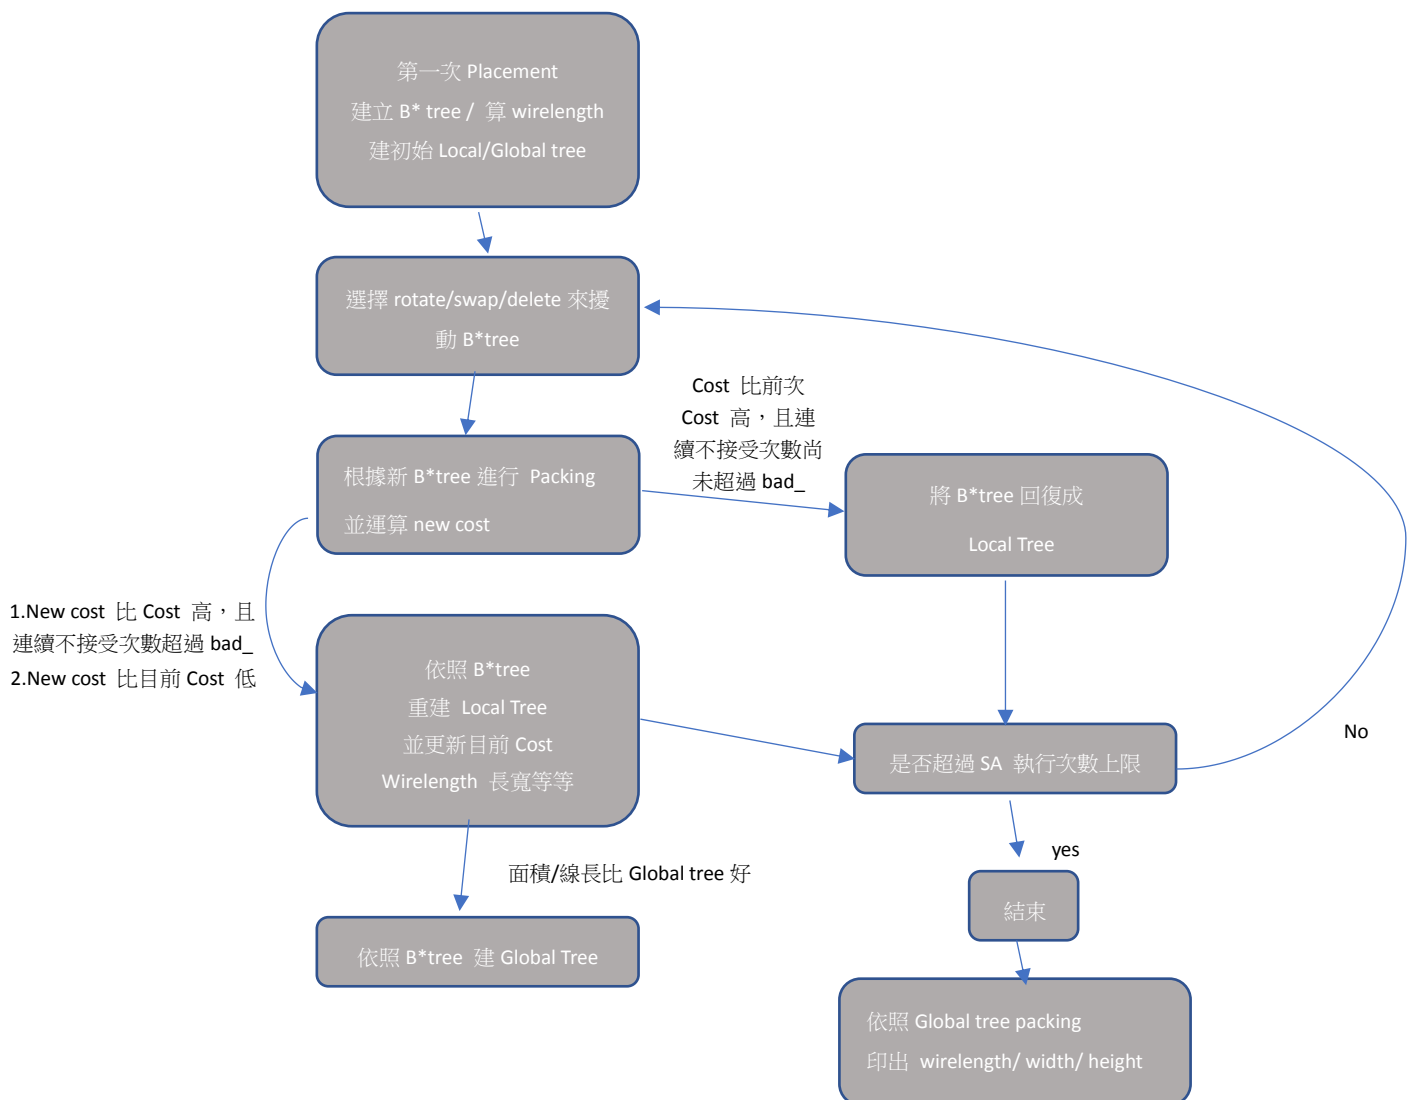 第一次 Placement
建立 B* tree / 算 wirelength
建初始 Local/Global tree
選擇 rotate/swap/delete 來擾
動 B*tree
Cost 比前次
Cost 高，且連
續不接受次數尚
未超過 bad_
根據新 B*tree 進行 Packing
並運算 new cost
將 B*tree 回復成
Local Tree
1.New cost 比 Cost 高，且
連續不接受次數超過 bad_
2.New cost 比目前 Cost 低
依照 B*tree
重建 Local Tree
並更新目前 Cost
Wirelength 長寬等等
是否超過 SA 執行次數上限
No
yes
面積/線長比 Global tree 好
結束
依照 B*tree 建 Global Tree
依照 Global tree packing
印出 wirelength/ width/ height